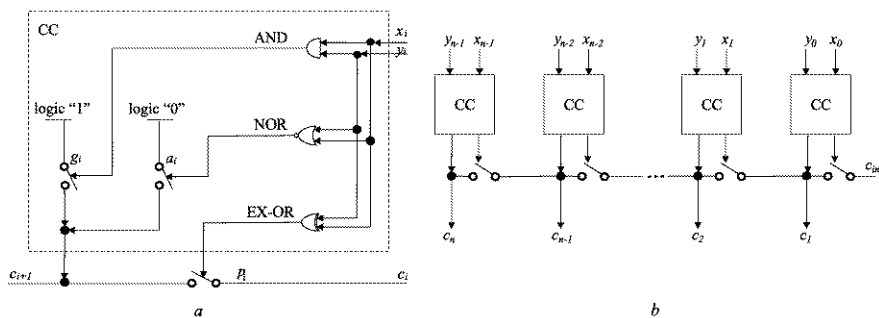 CC
AND
x_i
y_i
logic "1"
logic "0"
NOR
g_i
a_i
EX-OR
c_{i+1}
p_i
c_i
a
y_{n-1} x_{n-1} y_{n-2} x_{n-2} y_1 x_1 y_0 x_0
CC CC CC CC
c_{in}
...
c_n c_{n-1} c_2 c_1
b